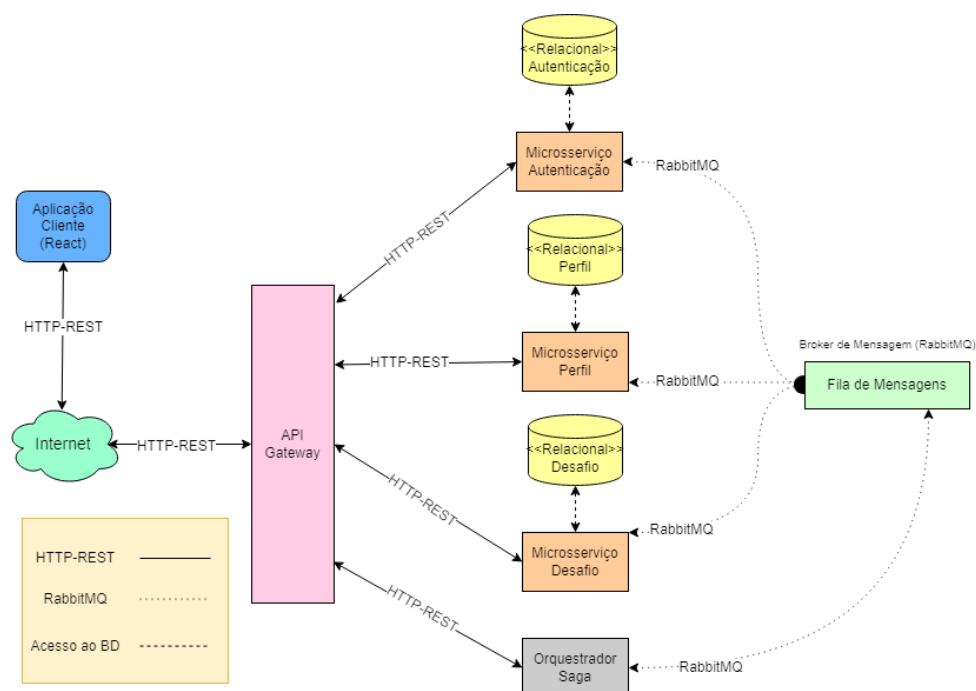 <<Relacional>>
Autenticação
Microsserviço
Autenticação
RabbitMQ
Aplicação
Cliente
(React)
HTTP-REST
HTTP-REST
<<Relacional>>
Perfil
Microsserviço
Perfil
HTTP-REST
RabbitMQ
Broker de Mensagem (RabbitMQ)
Fila de Mensagens
Internet
HTTP-REST
API
Gateway
<<Relacional>>
Desafio
HTTP-REST
Microsserviço
Desafio
RabbitMQ
HTTP-REST
Orquestrador
Saga
RabbitMQ
HTTP-REST
RabbitMQ
Acesso ao BD